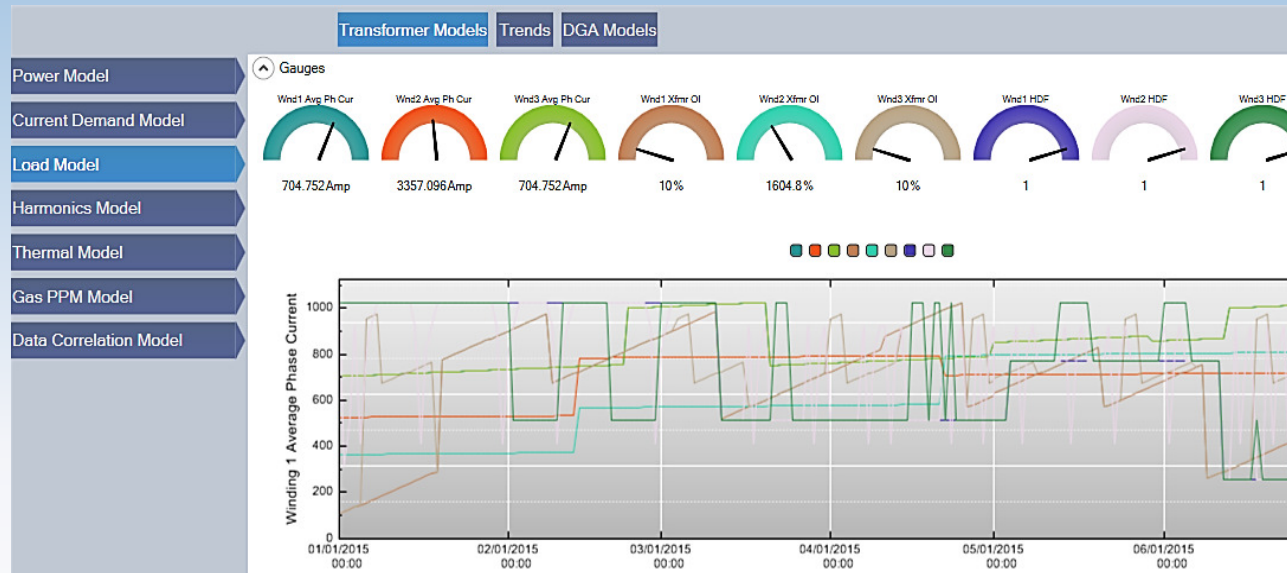 Transformer Models Trends DGA Models
Power Model
Current Demand Model
Load Model
Harmonics Model
Thermal Model
Gas PPM Model
Data Correlation Model
Gauges
Wnd1 Avg Ph Cur
704.752Amp
Wnd2 Avg Ph Cur
3357.096Amp
Wnd3 Avg Ph Cur
704.752Amp
Wnd1 Xfmr OI
10%
Wnd2 Xfmr OI
1604.8%
Wnd3 Xfmr OI
10%
Wnd1 HDF
1
Wnd2 HDF
1
Wnd3 HDF
1
Winding 1 Average Phase Current
1000
800
600
400
200
0
01/01/2015 00:00
02/01/2015 00:00
03/01/2015 00:00
04/01/2015 00:00
05/01/2015 00:00
06/01/2015 00:00